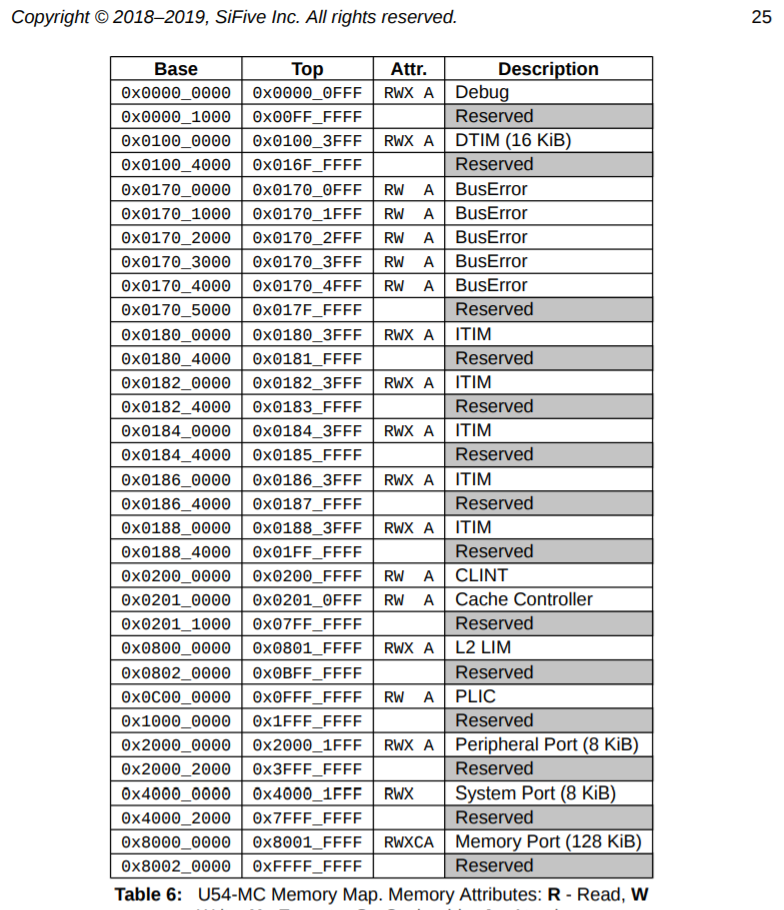 Copyright © 2018–2019, SiFive Inc. All rights reserved. 25
Base Top Attr. Description
0x0000_0000 0x0000_0FFF RWX A Debug
0x0000_1000 0x00FF_FFFF Reserved
0x0100_0000 0x0100_3FFF RWX A DTIM (16 KiB)
0x0100_4000 0x016F_FFFF Reserved
0x0170_0000 0x0170_0FFF RW A BusError
0x0170_1000 0x0170_1FFF RW A BusError
0x0170_2000 0x0170_2FFF RW A BusError
0x0170_3000 0x0170_3FFF RW A BusError
0x0170_4000 0x0170_4FFF RW A BusError
0x0170_5000 0x017F_FFFF Reserved
0x0180_0000 0x0180_3FFF RWX A ITIM
0x0180_4000 0x0181_FFFF Reserved
0x0182_0000 0x0182_3FFF RWX A ITIM
0x0182_4000 0x0183_FFFF Reserved
0x0184_0000 0x0184_3FFF RWX A ITIM
0x0184_4000 0x0185_FFFF Reserved
0x0186_0000 0x0186_3FFF RWX A ITIM
0x0186_4000 0x0187_FFFF Reserved
0x0188_0000 0x0188_3FFF RWX A ITIM
0x0188_4000 0x01FF_FFFF Reserved
0x0200_0000 0x0200_FFFF RW A CLINT
0x0201_0000 0x0201_0FFF RW A Cache Controller
0x0201_1000 0x07FF_FFFF Reserved
0x0800_0000 0x0801_FFFF RWX A L2 LIM
0x0802_0000 0x0BFF_FFFF Reserved
0x0C00_0000 0x0FFF_FFFF RW A PLIC
0x1000_0000 0x1FFF_FFFF Reserved
0x2000_0000 0x2000_1FFF RWX A Peripheral Port (8 KiB)
0x2000_2000 0x3FFF_FFFF Reserved
0x4000_0000 0x4000_1FFF RWX System Port (8 KiB)
0x4000_2000 0x7FFF_FFFF Reserved
0x8000_0000 0x8001_FFFF RWXCA Memory Port (128 KiB)
0x8002_0000 0xFFFF_FFFF Reserved
Table 6: U54-MC Memory Map. Memory Attributes: R - Read, W